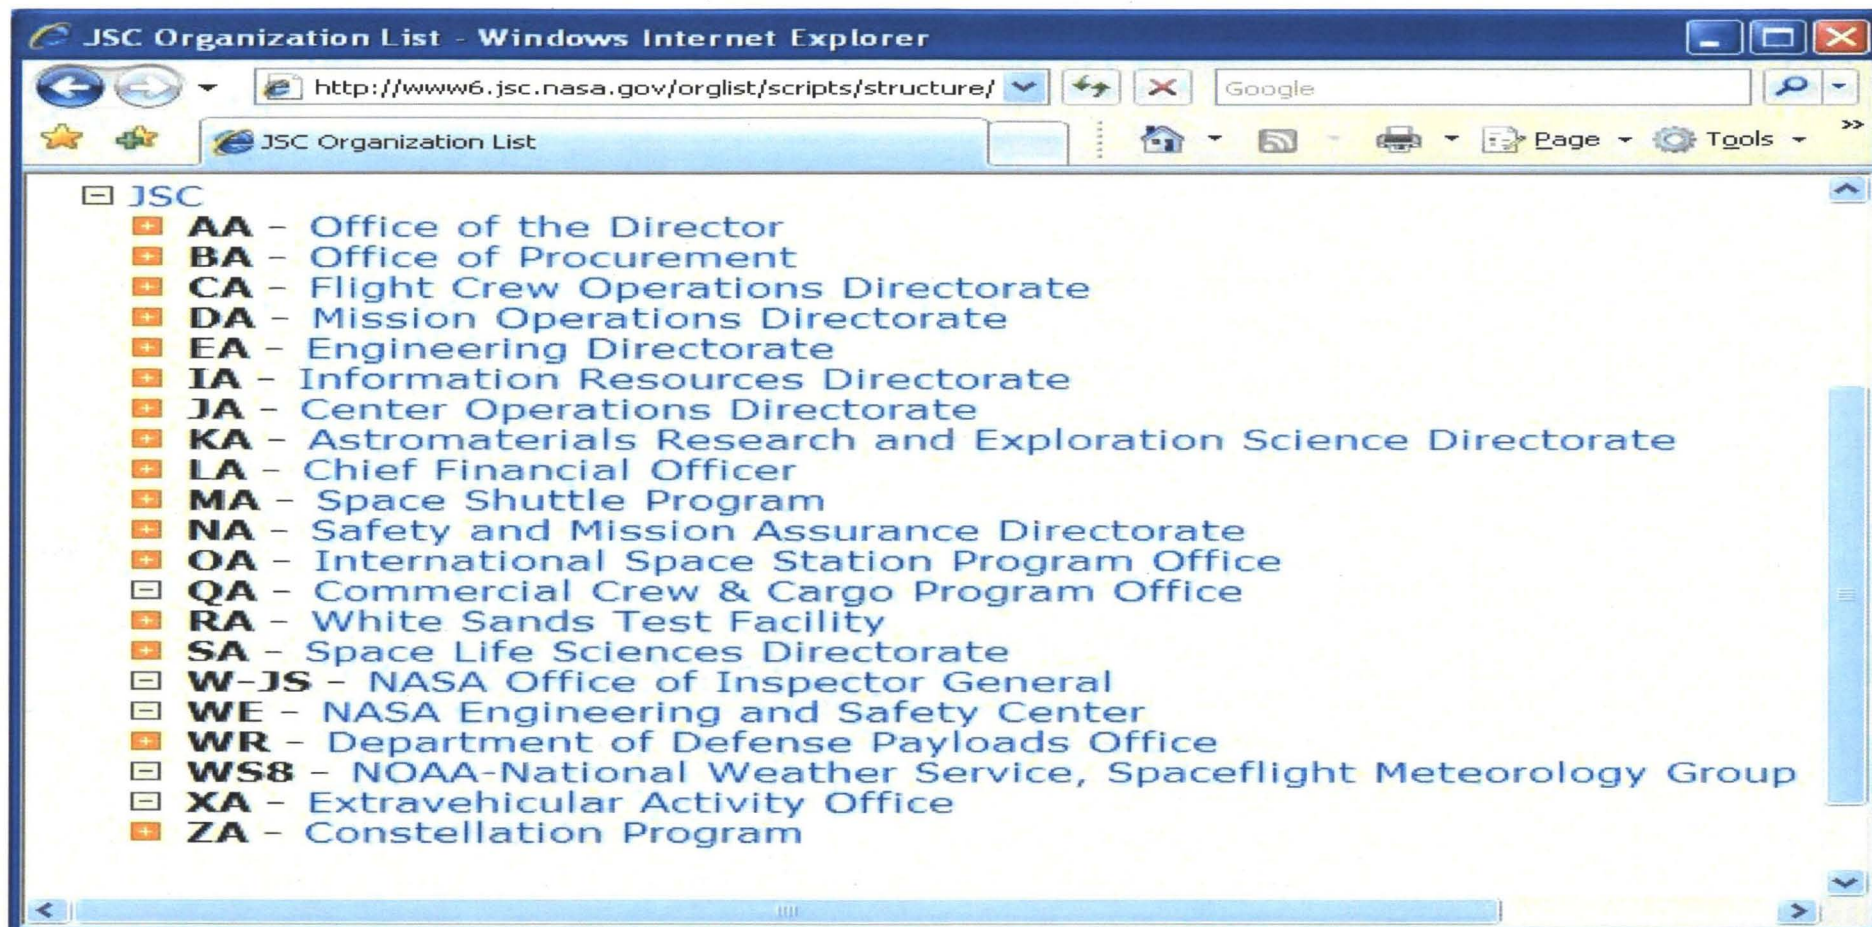 JSC Organization List - Windows Internet Explorer
http://www6.jsc.nasa.gov/orglist/scripts/structure/ Google
JSC Organization List Page Tools »
JSC
AA - Office of the Director
BA - Office of Procurement
CA - Flight Crew Operations Directorate
DA - Mission Operations Directorate
EA - Engineering Directorate
IA - Information Resources Directorate
JA - Center Operations Directorate
KA - Astromaterials Research and Exploration Science Directorate
LA - Chief Financial Officer
MA - Space Shuttle Program
NA - Safety and Mission Assurance Directorate
OA - International Space Station Program Office
QA - Commercial Crew & Cargo Program Office
RA - White Sands Test Facility
SA - Space Life Sciences Directorate
W-JS - NASA Office of Inspector General
WE - NASA Engineering and Safety Center
WR - Department of Defense Payloads Office
WS8 - NOAA-National Weather Service, Spaceflight Meteorology Group
XA - Extravehicular Activity Office
ZA - Constellation Program